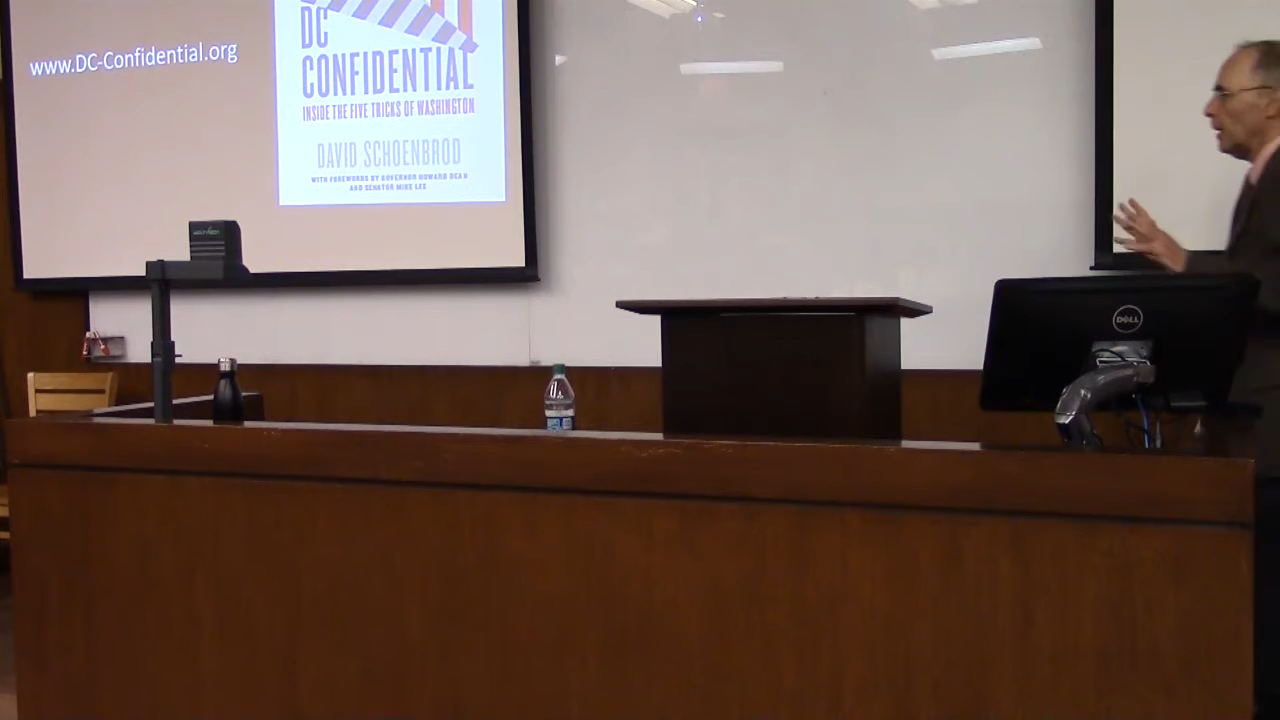 www.DC-Confidential.org
DC
CONFIDENTIAL
INSIDE THE FIVE TRICKS OF WASHINGTON
DAVID SCHOENBROD
WITH FOREWORDS BY GOVERNOR HOWARD DEAN
AND SENATOR MIKE LEE
DELL